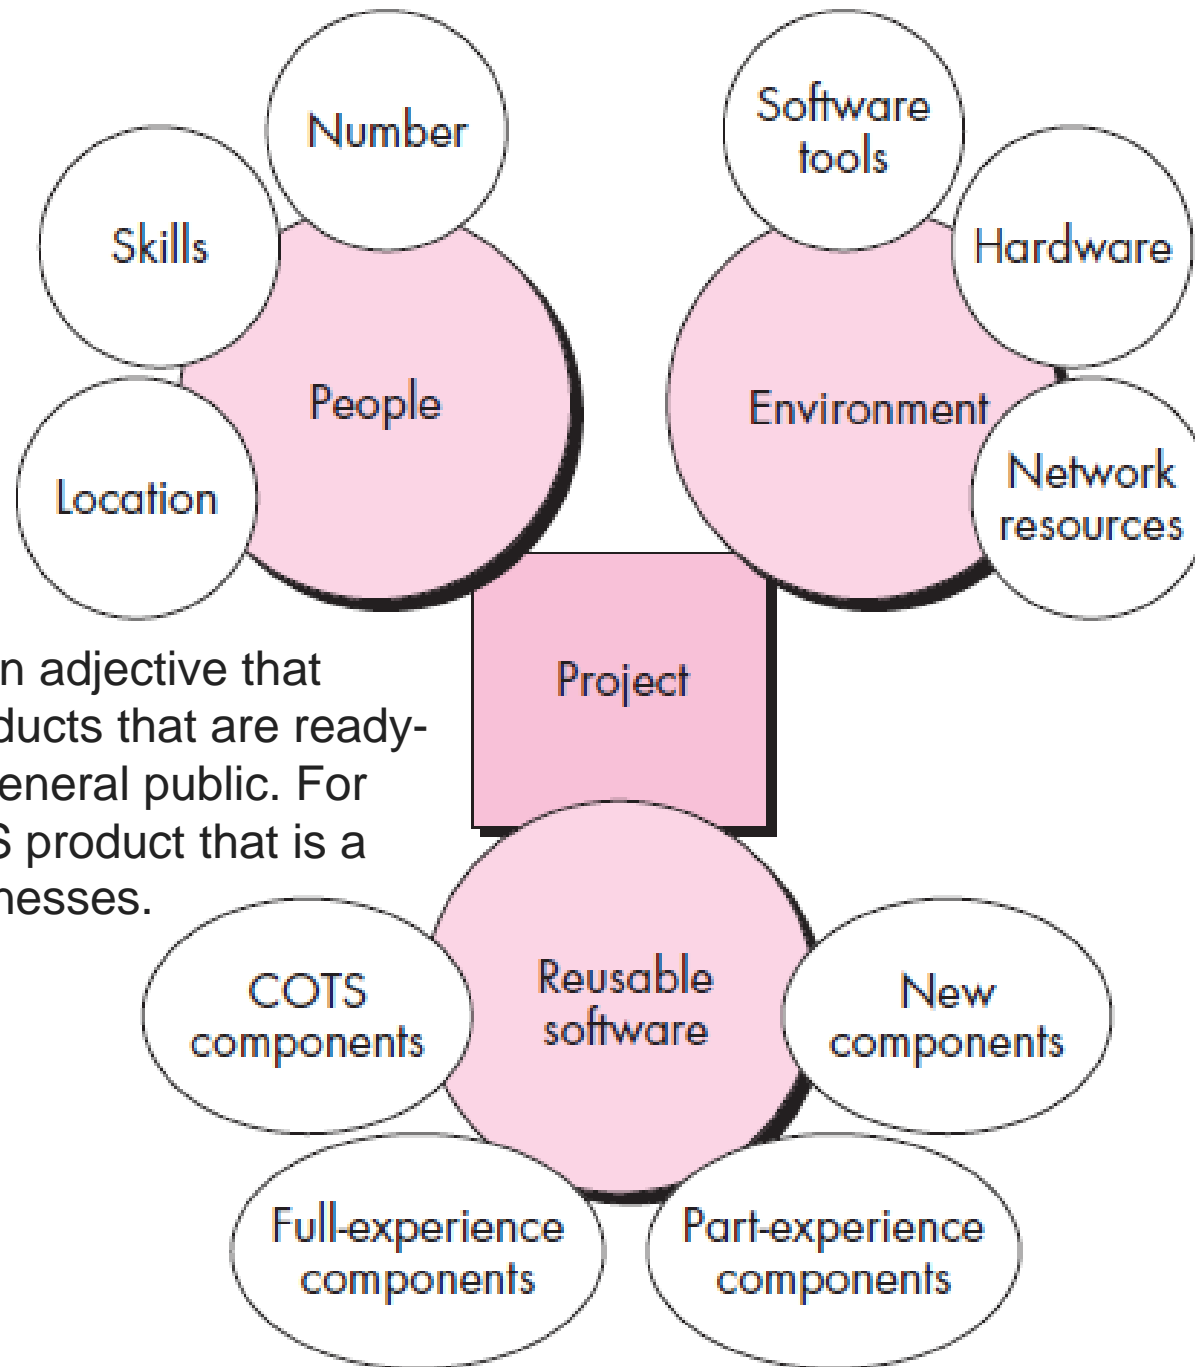 Number
Skills
Location
People
Software
tools
Hardware
Network
resources
Environment
Project
n adjective that
ducts that are ready-
eneral public. For
S product that is a
nesses.
Reusable
software
COTS
components
New
components
Full-experience
components
Part-experience
components